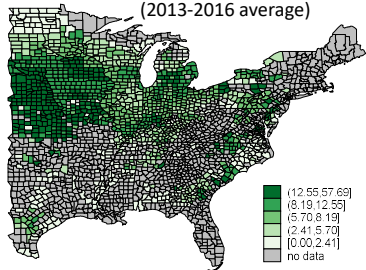 (2013-2016 average)
(12.55,57.69]
(8.19,12.55]
(5.70,8.19]
(2.41,5.70]
[0.00,2.41]
no data